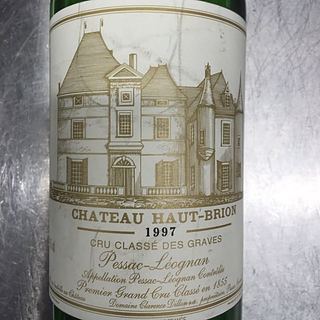 CHATEAU HAUT-BRION
1997
CRU CLASSÉ DES GRAVES
Pessac-Léognan
Appellation Pessac-Léognan Contrôlée
Premier Grand Cru Classé en 1855
Domaine Clarence Dillon